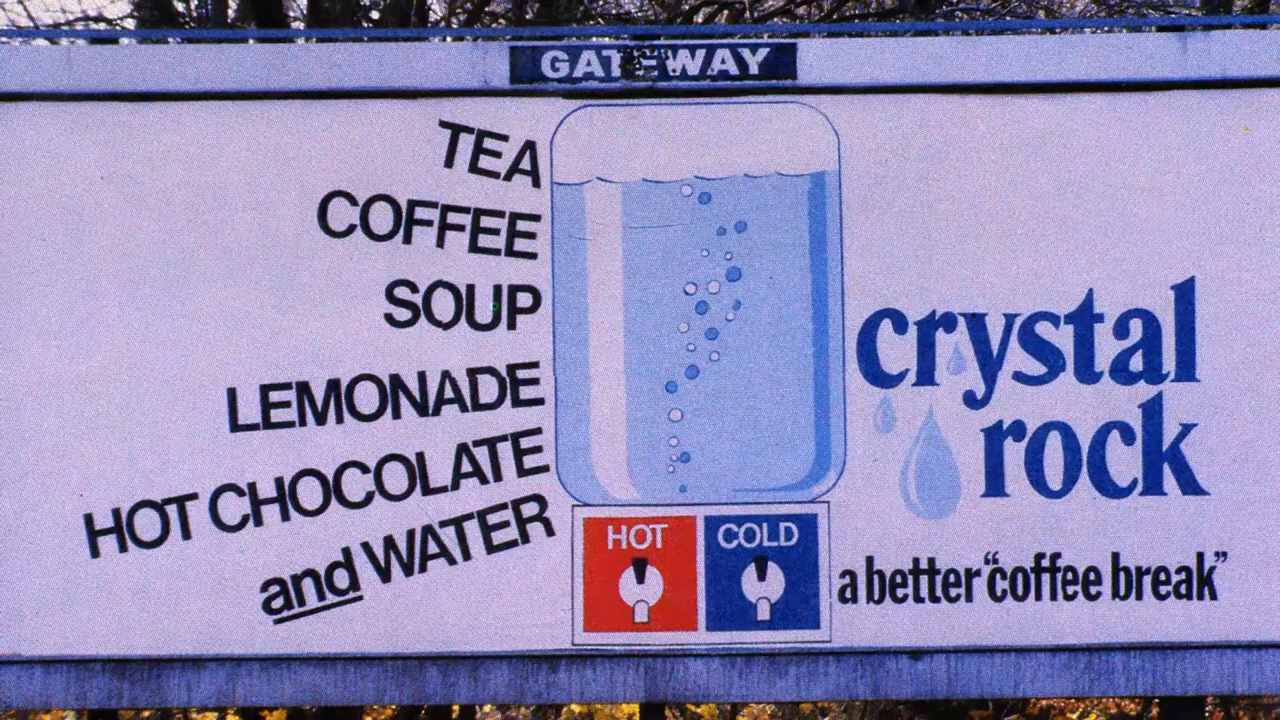 GATEWAY
TEA
COFFEE
SOUP
LEMONADE
HOT CHOCOLATE
and WATER
HOT COLD
crystal
rock
a better “coffee break”